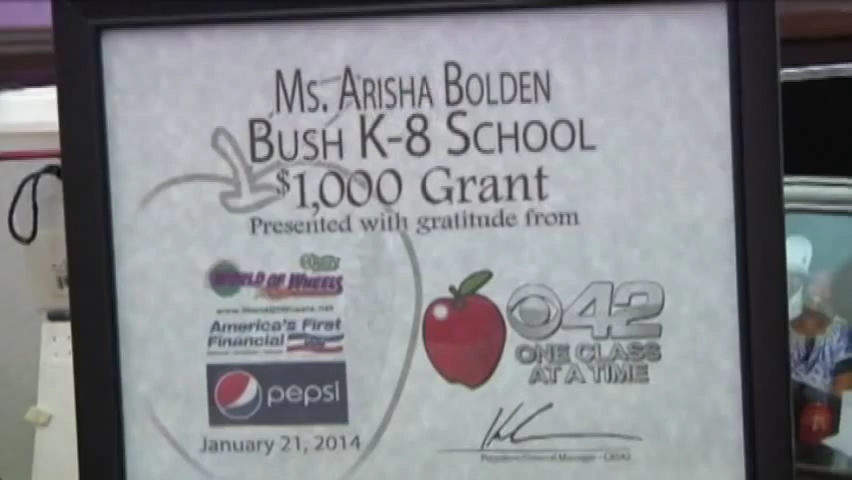 Ms. Arisha Bolden
Bush K-8 School
$1,000 Grant
Presented with gratitude from
World of Wheels
America's First
Financial
pepsi
January 21, 2014
42
One Class
At A Time